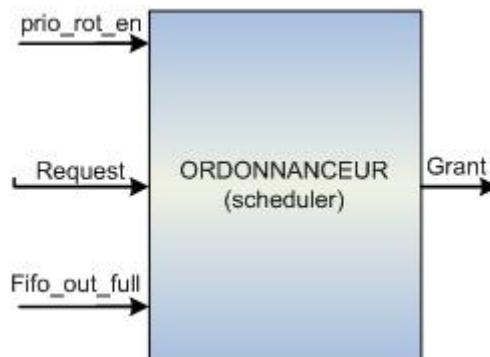 prio_rot_en
Request
ORDONNANCEUR
(scheduler)
Grant
Fifo_out_full